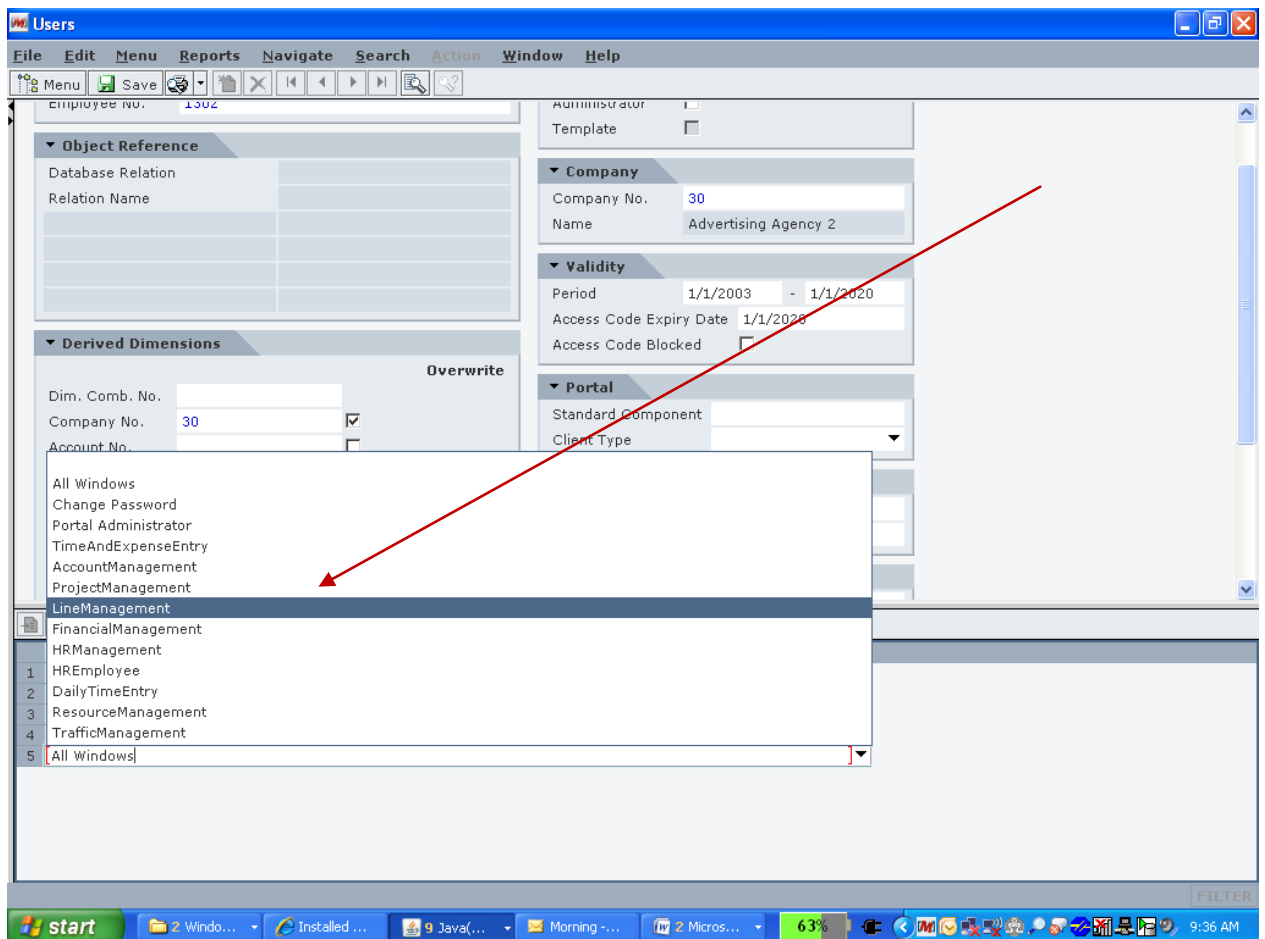 Users
File Edit Menu Reports Navigate Search Action Window Help
Menu Save
Employee No. 1302
Administrator
Template
Object Reference
Database Relation
Relation Name
Company
Company No. 30
Name Advertising Agency 2
Validity
Period 1/1/2003 - 1/1/2020
Access Code Expiry Date 1/1/2020
Access Code Blocked
Derived Dimensions
Overwrite
Dim. Comb. No.
Company No. 30
Account No.
Portal
Standard Component
Client Type
All Windows
Change Password
Portal Administrator
TimeAndExpenseEntry
AccountManagement
ProjectManagement
LineManagement
FinancialManagement
HRManagement
1 HREmployee
2 DailyTimeEntry
3 ResourceManagement
4 TrafficManagement
5 All Windows
FILTER
start 2 Windo... Installed ... 9 Java(... Morning -... 2 Micros... 63% 9:36 AM